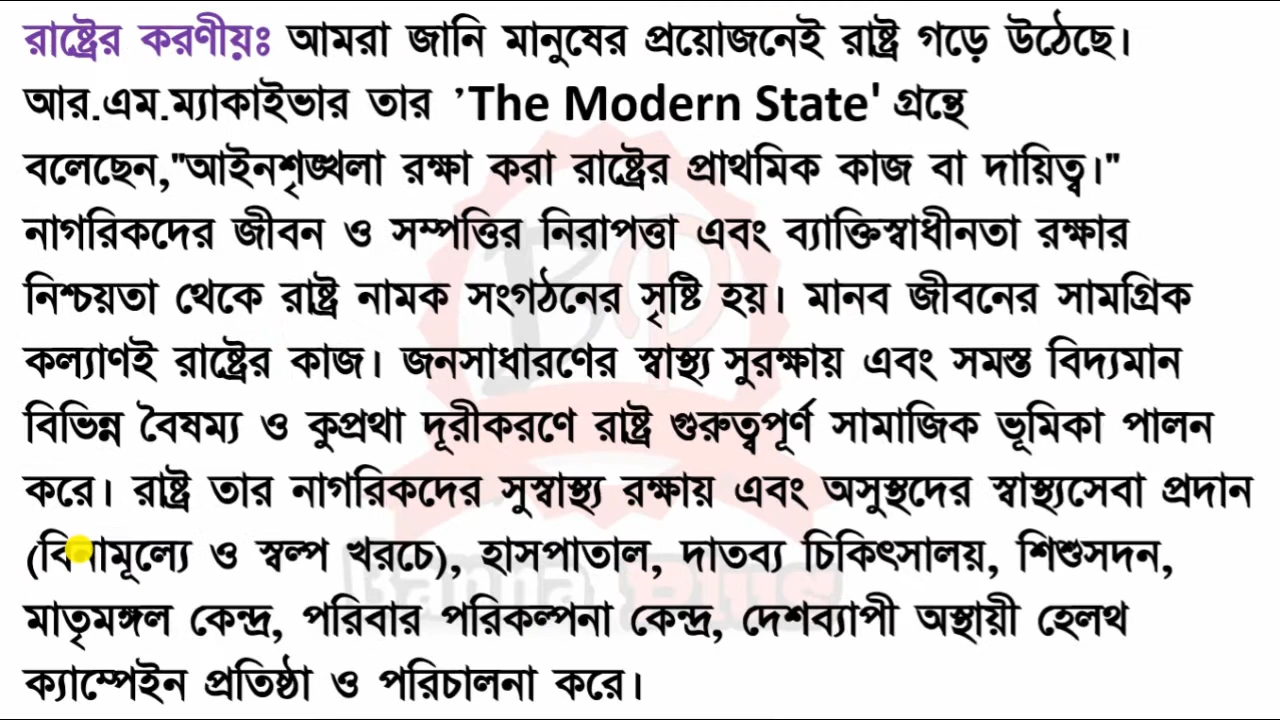 রাষ্ট্রের করণীয়ঃ আমরা জানি মানুষের প্রয়োজনেই রাষ্ট্র গড়ে উঠেছে।
আর.এম.ম্যাকাইভার তার ’The Modern State' গ্রন্থে
বলেছেন,"আইনশৃঙ্খলা রক্ষা করা রাষ্ট্রের প্রাথমিক কাজ বা দায়িত্ব।"
নাগরিকদের জীবন ও সম্পত্তির নিরাপত্তা এবং ব্যাক্তিস্বাধীনতা রক্ষার
নিশ্চয়তা থেকে রাষ্ট্র নামক সংগঠনের সৃষ্টি হয়। মানব জীবনের সামগ্রিক
কল্যাণই রাষ্ট্রের কাজ। জনসাধারণের স্বাস্থ্য সুরক্ষায় এবং সমস্ত বিদ্যমান
বিভিন্ন বৈষম্য ও কুপ্রথা দূরীকরণে রাষ্ট্র গুরুত্বপূর্ণ সামাজিক ভূমিকা পালন
করে। রাষ্ট্র তার নাগরিকদের সুস্বাস্থ্য রক্ষায় এবং অসুস্থদের স্বাস্থ্যসেবা প্রদান
(বিনামূল্যে ও স্বল্প খরচে), হাসপাতাল, দাতব্য চিকিৎসালয়, শিশুসদন,
মাতৃমঙ্গল কেন্দ্র, পরিবার পরিকল্পনা কেন্দ্র, দেশব্যাপী অস্থায়ী হেলথ
ক্যাম্পেইন প্রতিষ্ঠা ও পরিচালনা করে।